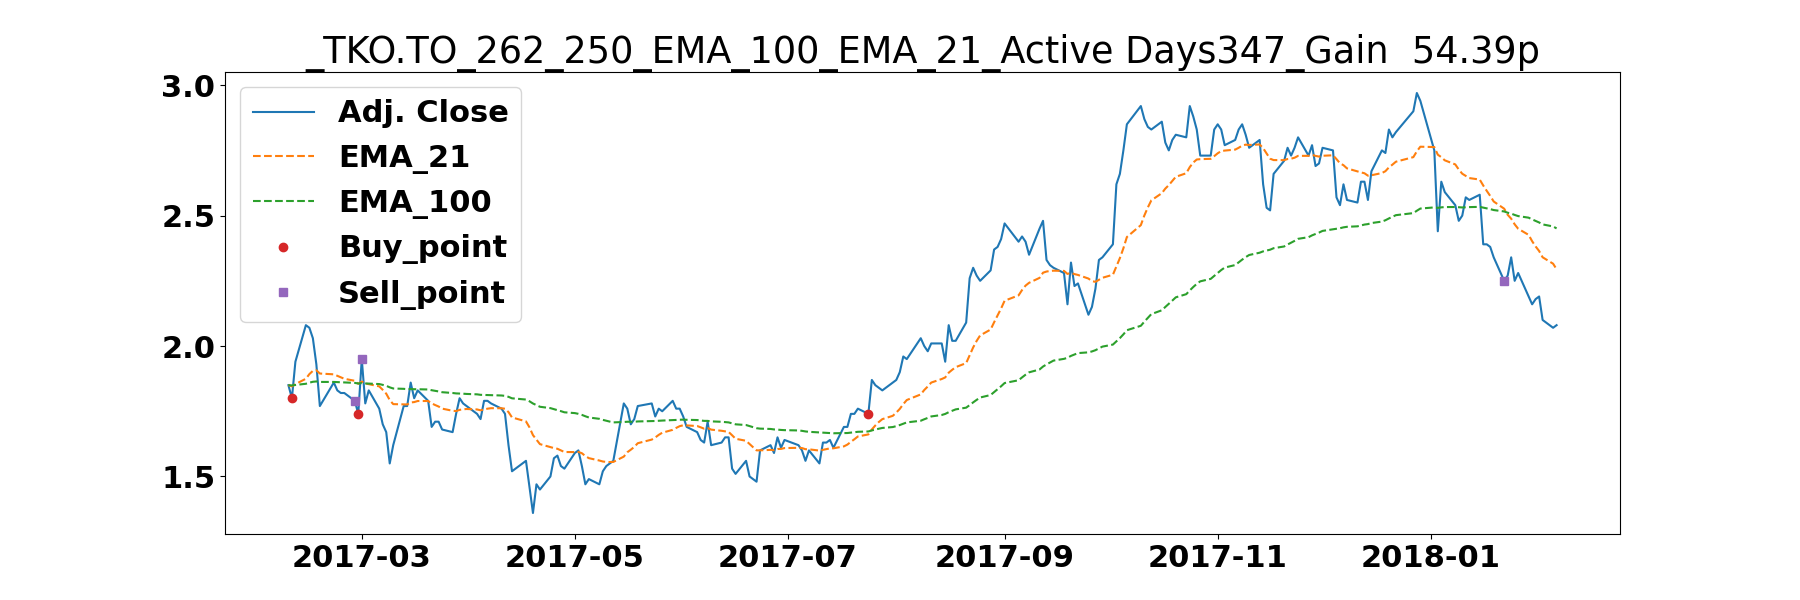 _TKO.TO_262_250_EMA_100_EMA_21_Active Days347_Gain  54.39p
3.0
2.5
2.0
1.5
Adj. Close
EMA_21
EMA_100
Buy_point
Sell_point
2017-03 2017-05 2017-07 2017-09 2017-11 2018-01